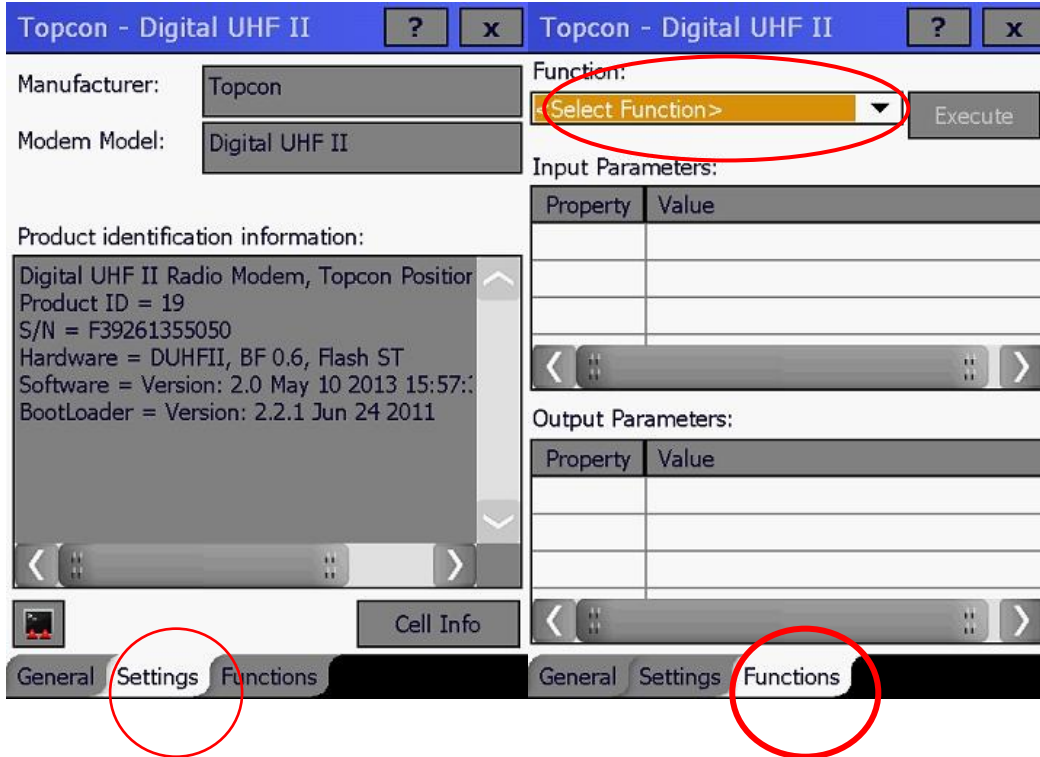 Topcon - Digital UHF II ? x
Manufacturer: Topcon
Modem Model: Digital UHF II
Product identification information:
Digital UHF II Radio Modem, Topcon Position
Product ID = 19
S/N = F39261355050
Hardware = DUHFII, BF 0.6, Flash ST
Software = Version: 2.0 May 10 2013 15:57:
BootLoader = Version: 2.2.1 Jun 24 2011
Cell Info
General Settings Functions
Topcon - Digital UHF II ? x
Function:
<Select Function> Execute
Input Parameters:
Property Value
Output Parameters:
Property Value
General Settings Functions